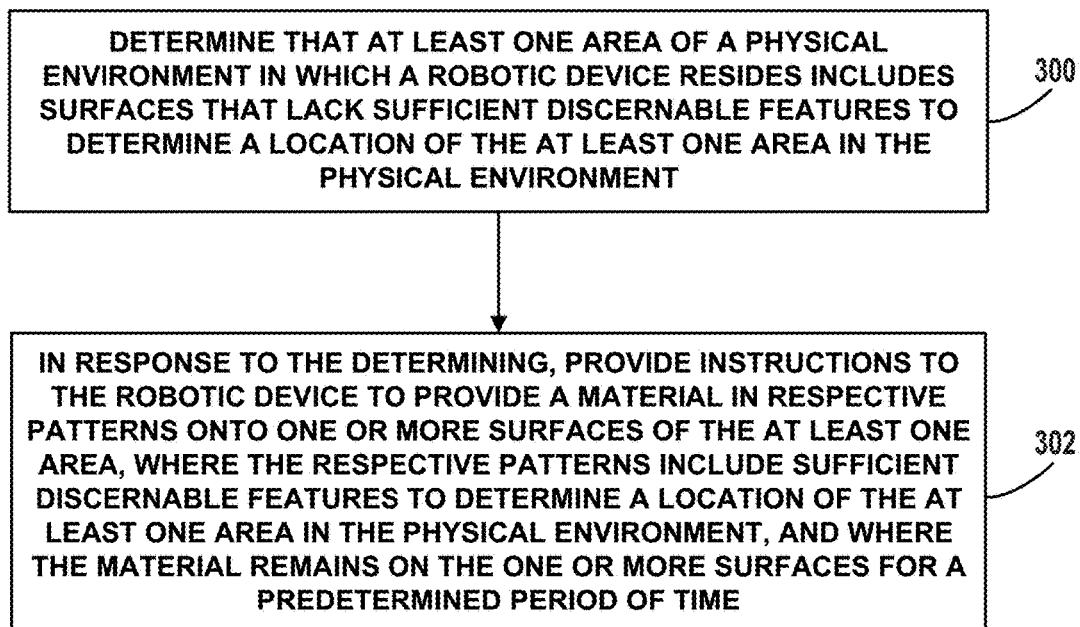 DETERMINE THAT AT LEAST ONE AREA OF A PHYSICAL
ENVIRONMENT IN WHICH A ROBOTIC DEVICE RESIDES INCLUDES
SURFACES THAT LACK SUFFICIENT DISCERNABLE FEATURES TO
DETERMINE A LOCATION OF THE AT LEAST ONE AREA IN THE
PHYSICAL ENVIRONMENT
300
IN RESPONSE TO THE DETERMINING, PROVIDE INSTRUCTIONS TO
THE ROBOTIC DEVICE TO PROVIDE A MATERIAL IN RESPECTIVE
PATTERNS ONTO ONE OR MORE SURFACES OF THE AT LEAST ONE
AREA, WHERE THE RESPECTIVE PATTERNS INCLUDE SUFFICIENT
DISCERNABLE FEATURES TO DETERMINE A LOCATION OF THE AT
LEAST ONE AREA IN THE PHYSICAL ENVIRONMENT, AND WHERE
THE MATERIAL REMAINS ON THE ONE OR MORE SURFACES FOR A
PREDETERMINED PERIOD OF TIME
302